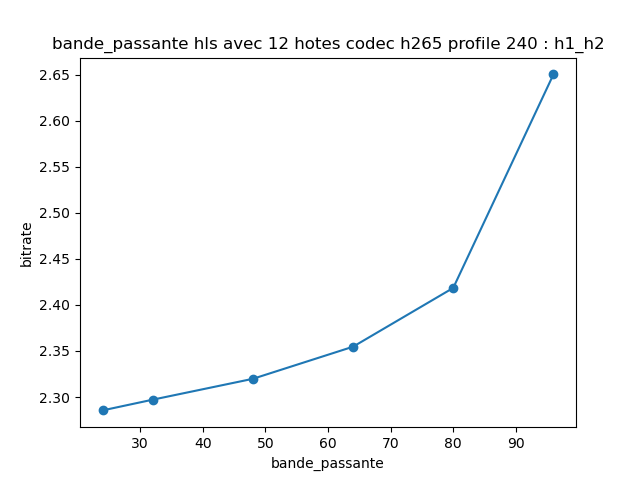 bande_passante hls avec 12 hotes codec h265 profile 240 : h1_h2
2.65
2.60
2.55
2.50
2.45
2.40
2.35
2.30
bitrate
30 40 50 60 70 80 90
bande_passante